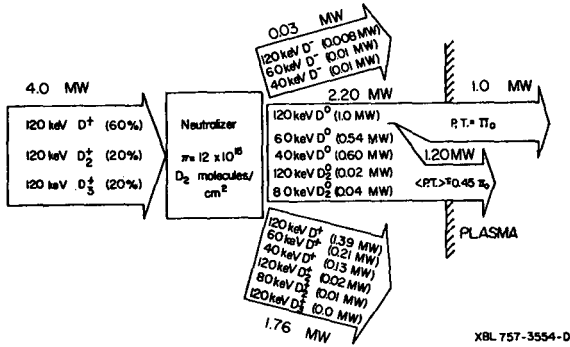 4.0 MW
120 keV D⁺ (60%)
120 keV D₂⁺ (20%)
120 keV D₃⁺ (20%)
Neutralizer
π = 12 x 10¹⁵
D₂ molecules/
cm²
0.03 MW
120 keV D⁻ (0.008 MW)
60 keV D⁻ (0.01 MW)
40 keV D⁻ (0.01 MW)
2.20 MW
120 keV D⁰ (1.0 MW)
60 keV D⁰ (0.54 MW)
40 keV D⁰ (0.60 MW)
120 keV D₂⁰ (0.02 MW)
80 keV D₂⁰ (0.04 MW)
1.0 MW
P.T. = π₀
1.20 MW
<P.T.> = 0.45 π₀
PLASMA
120 keV D⁺ (1.39 MW)
60 keV D⁺ (0.21 MW)
40 keV D⁺ (0.13 MW)
120 keV D₂⁺ (0.02 MW)
80 keV D₂⁺ (0.01 MW)
120 keV D₃⁺ (0.0 MW)
1.76 MW
XBL 757-3554-D